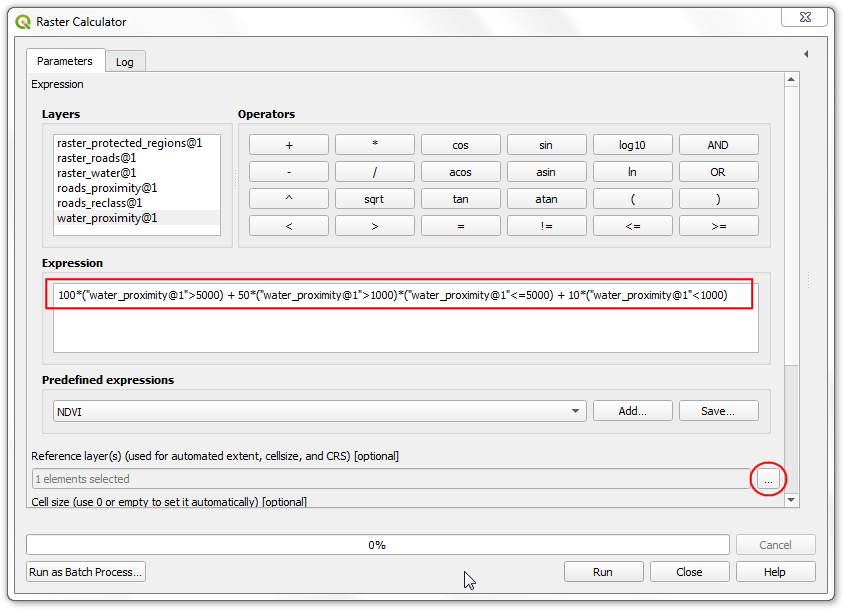 Raster Calculator
Parameters
Log
Expression
Layers
Operators
raster_protected_regions@1
raster_roads@1
raster_water@1
roads_proximity@1
roads_reclass@1
water_proximity@1
+ * cos sin log10 AND
- / acos asin ln OR
^ sqrt tan atan ( )
< > = != <= >=
Expression
100*("water_proximity@1">5000) + 50*("water_proximity@1">1000)*("water_proximity@1"<=5000) + 10*("water_proximity@1"<1000)
Predefined expressions
NDVI
Add...
Save...
Reference layer(s) (used for automated extent, cellsize, and CRS) [optional]
1 elements selected
...
Cell size (use 0 or empty to set it automatically) [optional]
0%
Cancel
Run as Batch Process...
Run
Close
Help